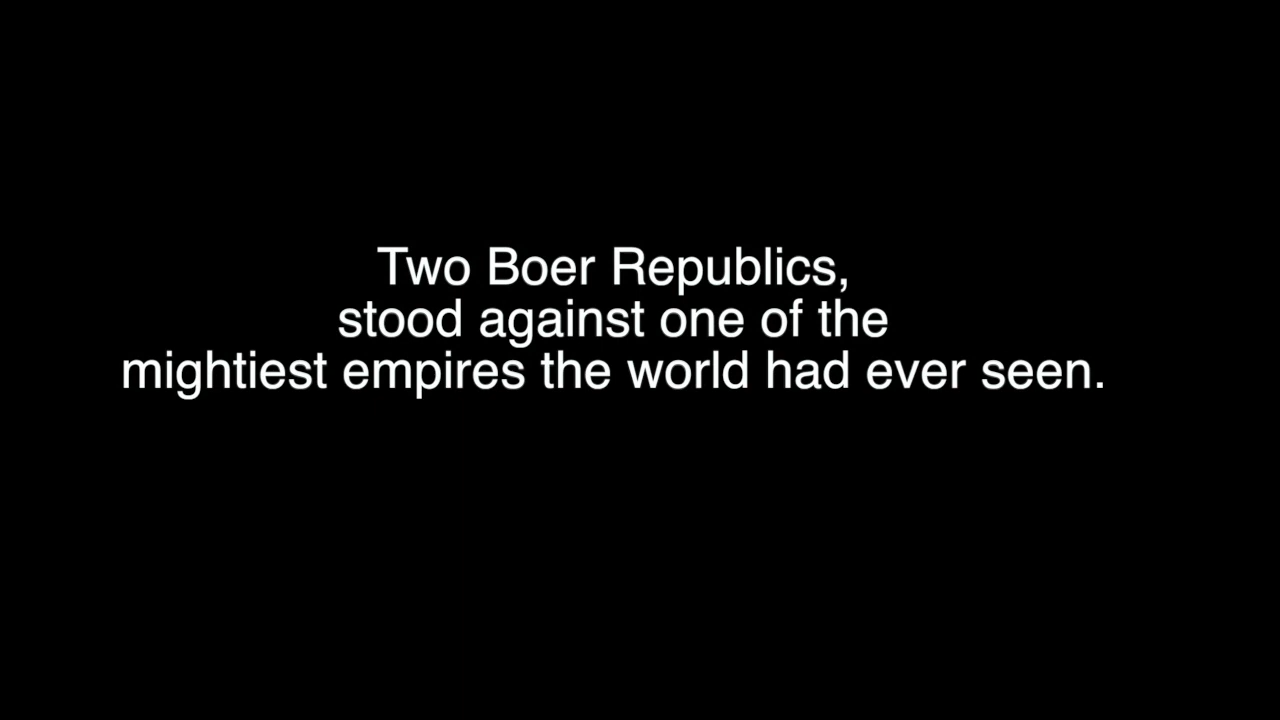 Two Boer Republics,
stood against one of the
mightiest empires the world had ever seen.